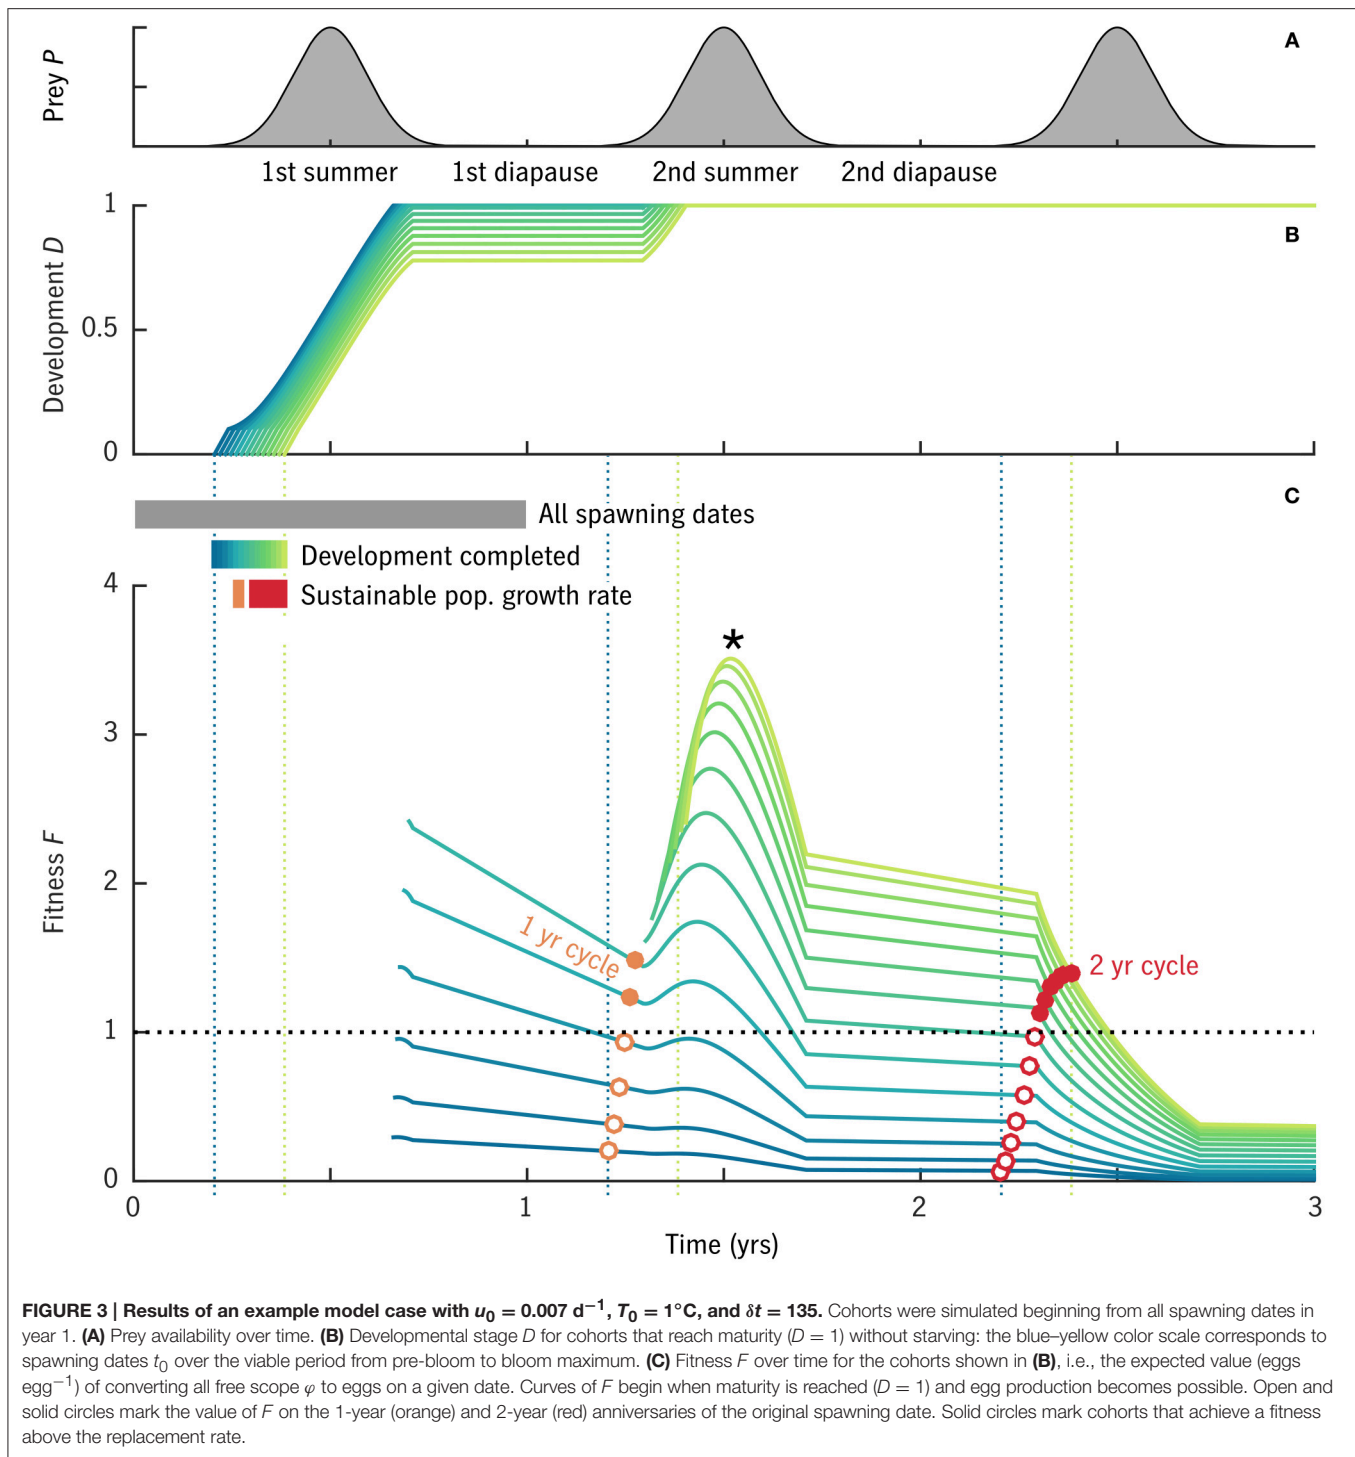 A
Prey P
1st summer
1st diapause
2nd summer
2nd diapause
1
B
Development D
0.5
0
C
All spawning dates
Development completed
4
Sustainable pop. growth rate
*
3
Fitness F
2
1 yr cycle
2 yr cycle
1
0
0 1 2 3
Time (yrs)
FIGURE 3 | Results of an example model case with u₀ = 0.007 d⁻¹, T₀ = 1°C, and δt = 135. Cohorts were simulated beginning from all spawning dates in
year 1. (A) Prey availability over time. (B) Developmental stage D for cohorts that reach maturity (D = 1) without starving: the blue–yellow color scale corresponds to
spawning dates t₀ over the viable period from pre-bloom to bloom maximum. (C) Fitness F over time for the cohorts shown in (B), i.e., the expected value (eggs
egg⁻¹) of converting all free scope φ to eggs on a given date. Curves of F begin when maturity is reached (D = 1) and egg production becomes possible. Open and
solid circles mark the value of F on the 1-year (orange) and 2-year (red) anniversaries of the original spawning date. Solid circles mark cohorts that achieve a fitness
above the replacement rate.